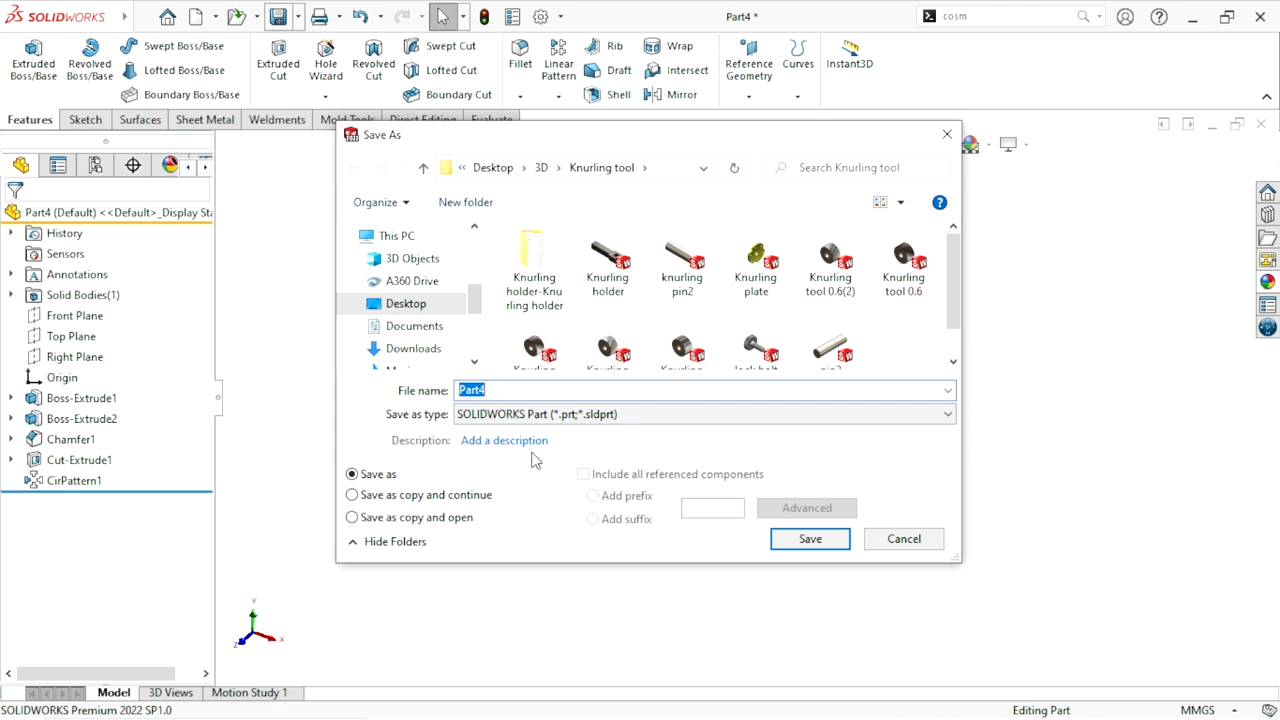 SOLIDWORKS
Part4 *
cosm
Extruded Boss/Base
Revolved Boss/Base
Swept Boss/Base
Lofted Boss/Base
Boundary Boss/Base
Extruded Cut
Hole Wizard
Revolved Cut
Swept Cut
Lofted Cut
Boundary Cut
Fillet
Linear Pattern
Rib
Draft
Shell
Wrap
Intersect
Mirror
Reference Geometry
Curves
Instant3D
Features
Sketch
Surfaces
Sheet Metal
Weldments
Mold Tools
Direct Editing
Evaluate
Part4 (Default) <<Default>_Display Sta
History
Sensors
Annotations
Solid Bodies(1)
Front Plane
Top Plane
Right Plane
Origin
Boss-Extrude1
Boss-Extrude2
Chamfer1
Cut-Extrude1
CirPattern1
Save As
« Desktop › 3D › Knurling tool ›
Search Knurling tool
Organize
New folder
This PC
3D Objects
A360 Drive
Desktop
Documents
Downloads
Knurling holder-Knu rling holder
Knurling holder
knurling pin2
Knurling plate
Knurling tool 0.6(2)
Knurling tool 0.6
File name: Part4
Save as type: SOLIDWORKS Part (*.prt;*.sldprt)
Description: Add a description
Save as
Save as copy and continue
Save as copy and open
Include all referenced components
Add prefix
Add suffix
Advanced
Hide Folders
Save
Cancel
Y
X
Z
Model
3D Views
Motion Study 1
SOLIDWORKS Premium 2022 SP1.0
Editing Part
MMGS